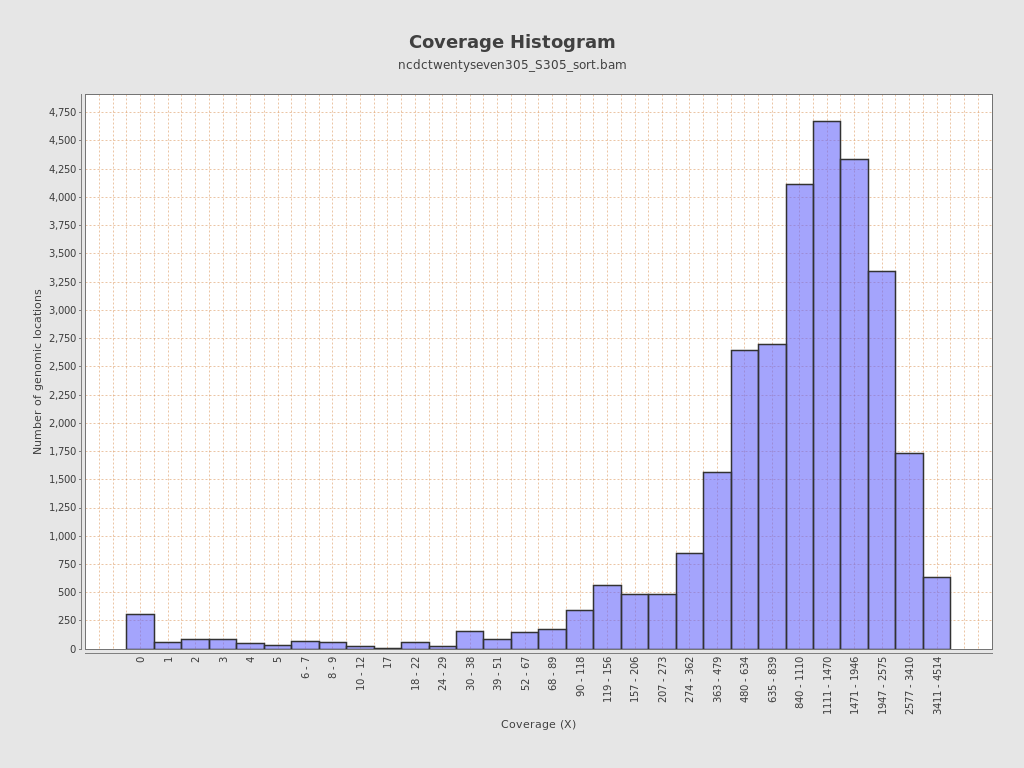 Coverage Histogram
ncdctwentyseven305_S305_sort.bam
Number of genomic locations
4,750
4,500
4,250
4,000
3,750
3,500
3,250
3,000
2,750
2,500
2,250
2,000
1,750
1,500
1,250
1,000
750
500
250
0
0
1
2
3
4
5
6 - 7
8 - 9
10 - 12
17
18 - 22
24 - 29
30 - 38
39 - 51
52 - 67
68 - 89
90 - 118
119 - 156
157 - 206
207 - 273
274 - 362
363 - 479
480 - 634
635 - 839
840 - 1110
1111 - 1470
1471 - 1946
1947 - 2575
2577 - 3410
3411 - 4514
Coverage (X)